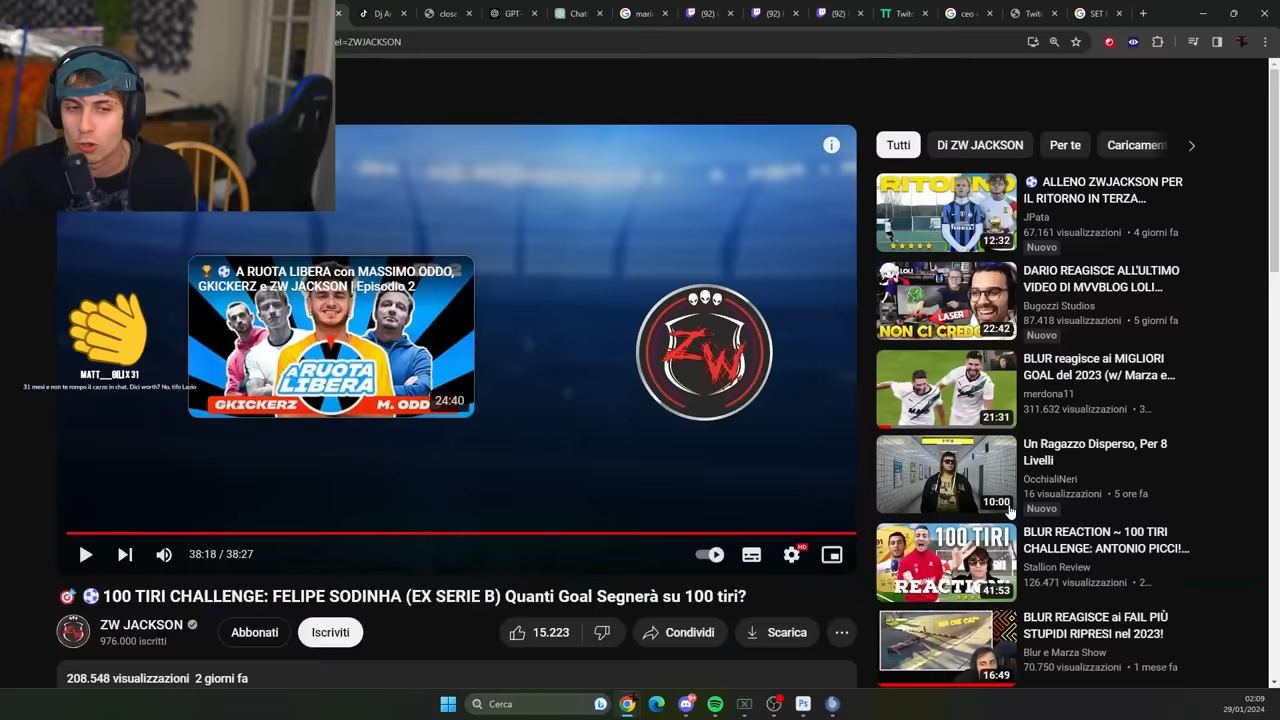 Dj A
close
GPT-
Chat
mari
(92)
(92)
(92)
Twitc
ceo
Twitc
SET
el=ZWJACKSON
Tutti
Di ZW JACKSON
Per te
Caricament
RITORNO
12:32
ALLENO ZWJACKSON PER
IL RITORNO IN TERZA...
JPata
67.161 visualizzazioni • 4 giorni fa
Nuovo
LOLI
LASER
NON CI CREDO
22:42
DARIO REAGISCE ALL'ULTIMO
VIDEO DI MVVBLOG LOLI...
Bugozzi Studios
87.418 visualizzazioni • 5 giorni fa
Nuovo
21:31
BLUR reagisce ai MIGLIORI
GOAL del 2023 (w/ Marza e...
merdona11
311.632 visualizzazioni • 3...
10:00
Un Ragazzo Disperso, Per 8
Livelli
OcchialiNeri
16 visualizzazioni • 5 ore fa
Nuovo
100 TIRI
REACTION
41:53
BLUR REACTION ~ 100 TIRI
CHALLENGE: ANTONIO PICCI!...
Stallion Review
126.471 visualizzazioni • 2...
16:49
BLUR REAGISCE ai FAIL PIÙ
STUPIDI RIPRESI nel 2023!
Blur e Marza Show
70.750 visualizzazioni • 1 mese fa
A RUOTA LIBERA con MASSIMO ODDO,
GKICKERZ e ZW JACKSON | Episodio 2
A RUOTA
LIBERA
GKICKERZ
M. ODD
24:40
ZW
MATT__GILI X 31
31 mesi e non te rompo il cazzo in chat. Dici worth? No, tifo Lazio
38:18 / 38:27
HD
100 TIRI CHALLENGE: FELiPE SODINHA (EX SERIE B) Quanti Goal Segnerà su 100 tiri?
ZW JACKSON
976.000 iscritti
Abbonati
Iscriviti
15.223
Condividi
Scarica
208.548 visualizzazioni 2 giorni fa
Cerca
02:09
29/01/2024